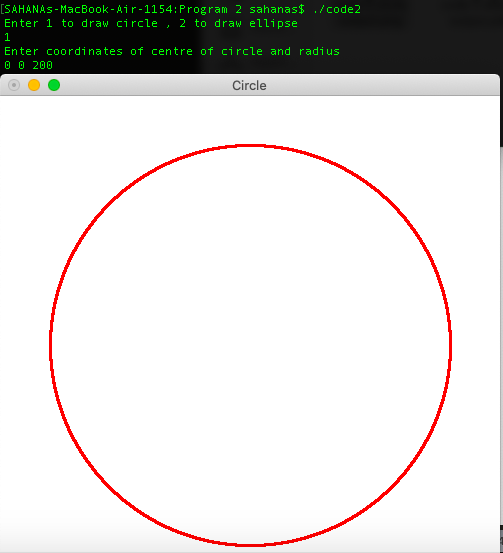 [SAHANAs-MacBook-Air-1154:Program 2 sahanas$ ./code2
Enter 1 to draw circle , 2 to draw ellipse
1
Enter coordinates of centre of circle and radius
0 0 200
Circle